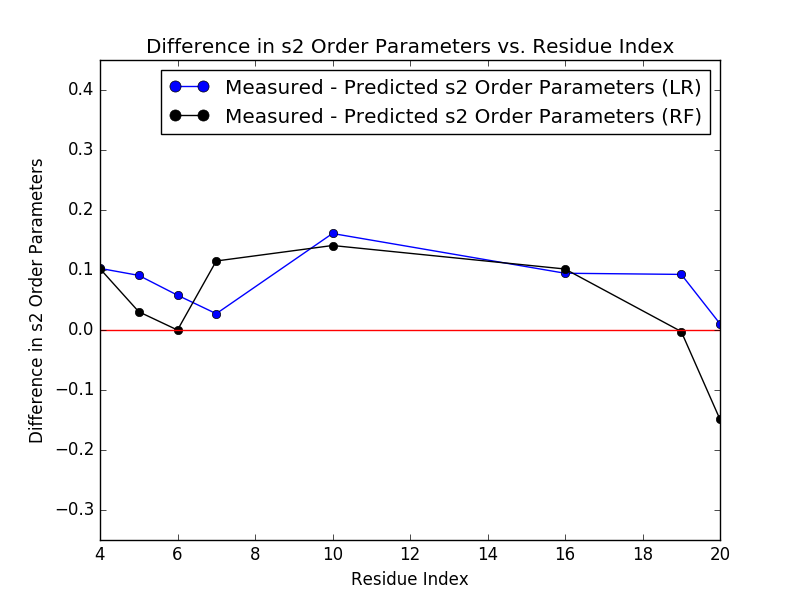 Difference in s2 Order Parameters vs. Residue Index
Measured - Predicted s2 Order Parameters (LR)
Measured - Predicted s2 Order Parameters (RF)
Difference in s2 Order Parameters
0.4
0.3
0.2
0.1
0.0
−0.1
−0.2
−0.3
4 6 8 10 12 14 16 18 20
Residue Index